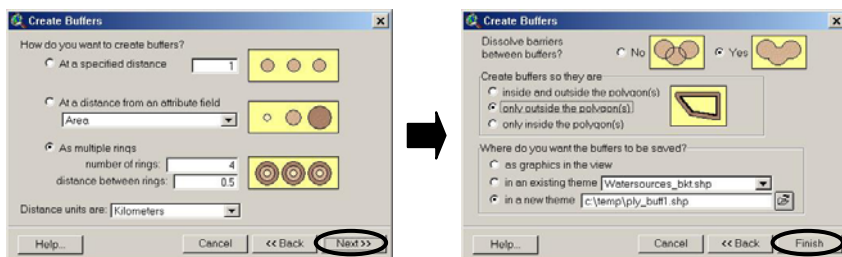 Create Buffers
How do you want to create buffers?
At a specified distance 1
At a distance from an attribute field
Area
As multiple rings
number of rings: 4
distance between rings: 0.5
Distance units are: Kilometers
Help... Cancel << Back Next >>
Create Buffers
Dissolve barriers
between buffers? No Yes
Create buffers so they are
inside and outside the polygon(s)
only outside the polygon(s)
only inside the polygon(s)
Where do you want the buffers to be saved?
as graphics in the view
in an existing theme Watersources_bkt.shp
in a new theme c:\temp\ply_buff1.shp
Help... Cancel << Back Finish